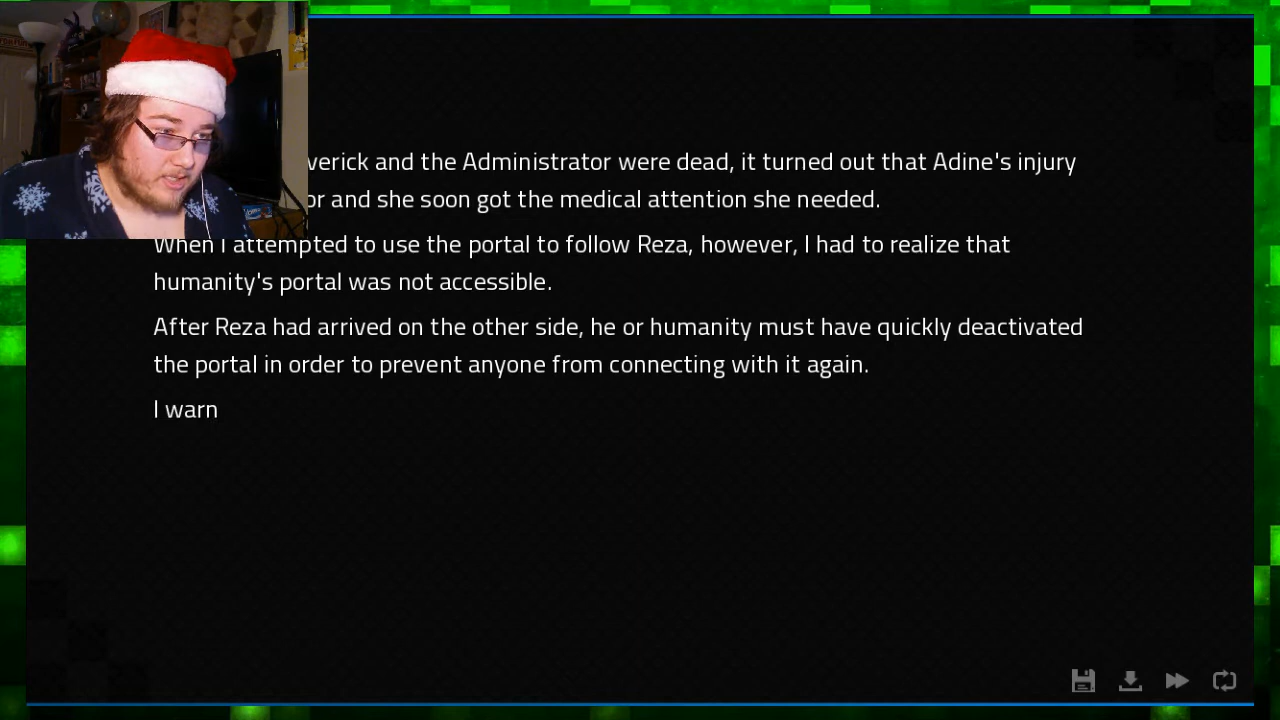 verick and the Administrator were dead, it turned out that Adine's injury
or and she soon got the medical attention she needed.
When I attempted to use the portal to follow Reza, however, I had to realize that
humanity's portal was not accessible.
After Reza had arrived on the other side, he or humanity must have quickly deactivated
the portal in order to prevent anyone from connecting with it again.
I warn